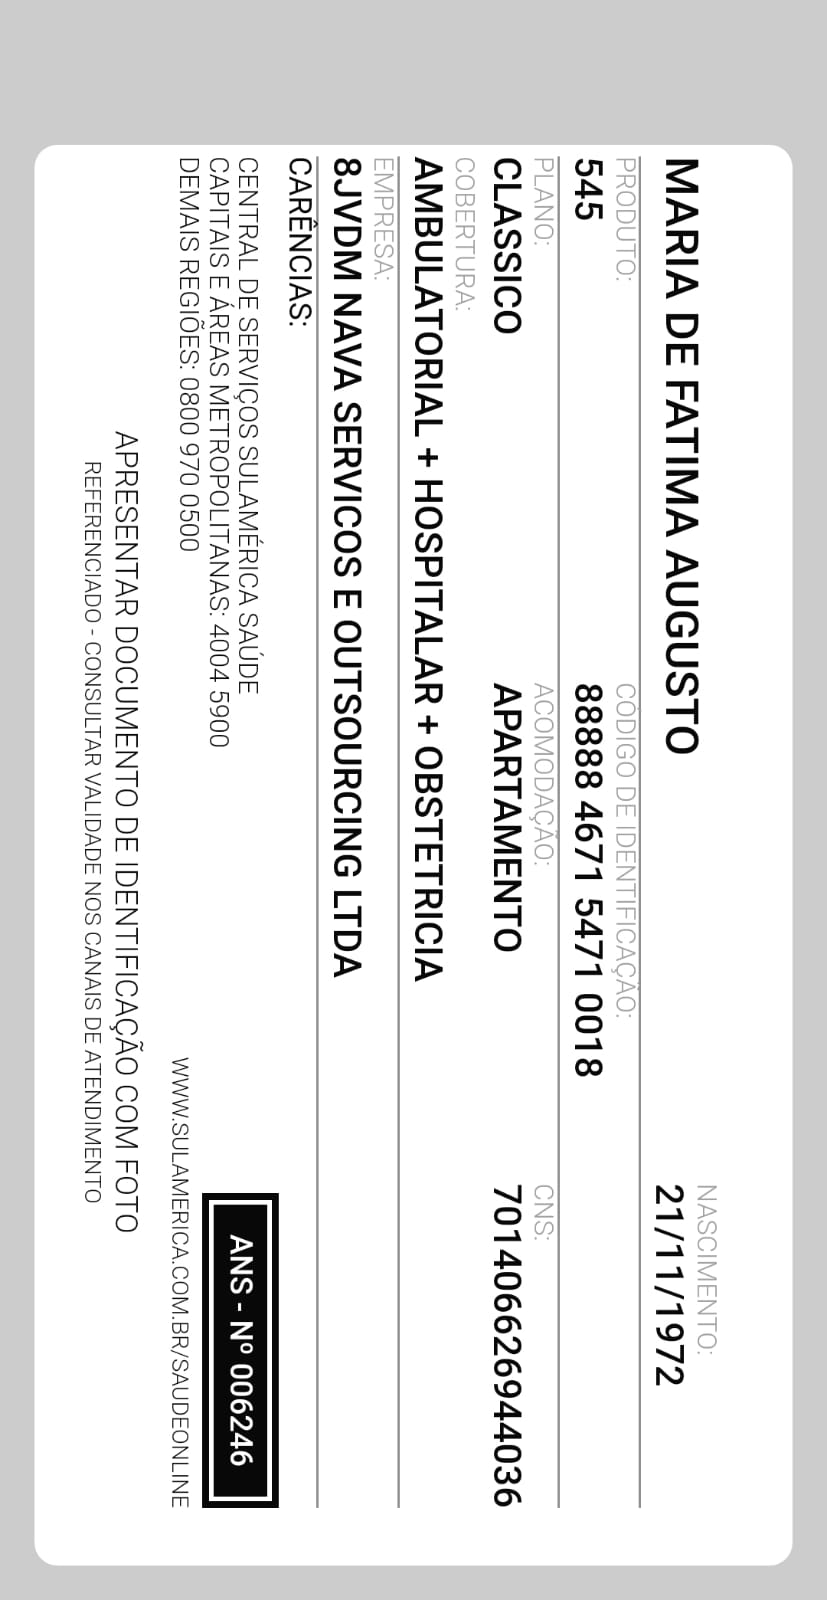 NASCIMENTO:
MARIA DE FATIMA AUGUSTO
21/11/1972
PRODUTO:
CÓDIGO DE IDENTIFICAÇÃO:
545
88888 4671 5471 0018
PLANO:
ACOMODAÇÃO:
CNS:
CLASSICO
APARTAMENTO
701406626944036
COBERTURA:
AMBULATORIAL + HOSPITALAR + OBSTETRICIA
EMPRESA:
8JVDM NAVA SERVICOS E OUTSOURCING LTDA
CARÊNCIAS:
CENTRAL DE SERVIÇOS SULAMÉRICA SAÚDE
CAPITAIS E ÁREAS METROPOLITANAS: 4004 5900
DEMAIS REGIÕES: 0800 970 0500
ANS - Nº 006246
WWW.SULAMERICA.COM.BR/SAUDEONLINE
APRESENTAR DOCUMENTO DE IDENTIFICAÇÃO COM FOTO
REFERENCIADO - CONSULTAR VALIDADE NOS CANAIS DE ATENDIMENTO